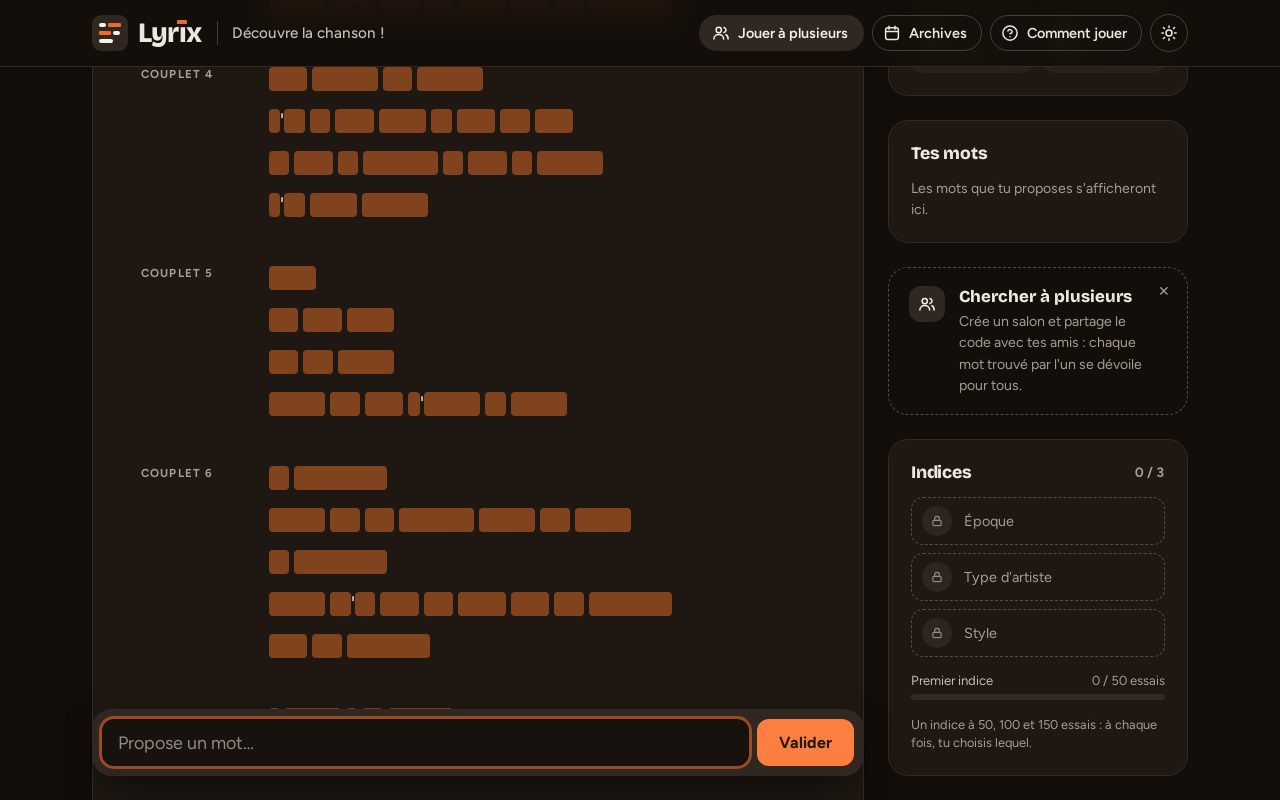 Lyrix
Découvre la chanson !
Jouer à plusieurs
Archives
Comment jouer
COUPLET 4
COUPLET 5
COUPLET 6
Propose un mot...
Valider
Tes mots
Les mots que tu proposes s'afficheront
ici.
Chercher à plusieurs
Crée un salon et partage le
code avec tes amis : chaque
mot trouvé par l'un se dévoile
pour tous.
Indices
0 / 3
Époque
Type d'artiste
Style
Premier indice
0 / 50 essais
Un indice à 50, 100 et 150 essais : à chaque
fois, tu choisis lequel.